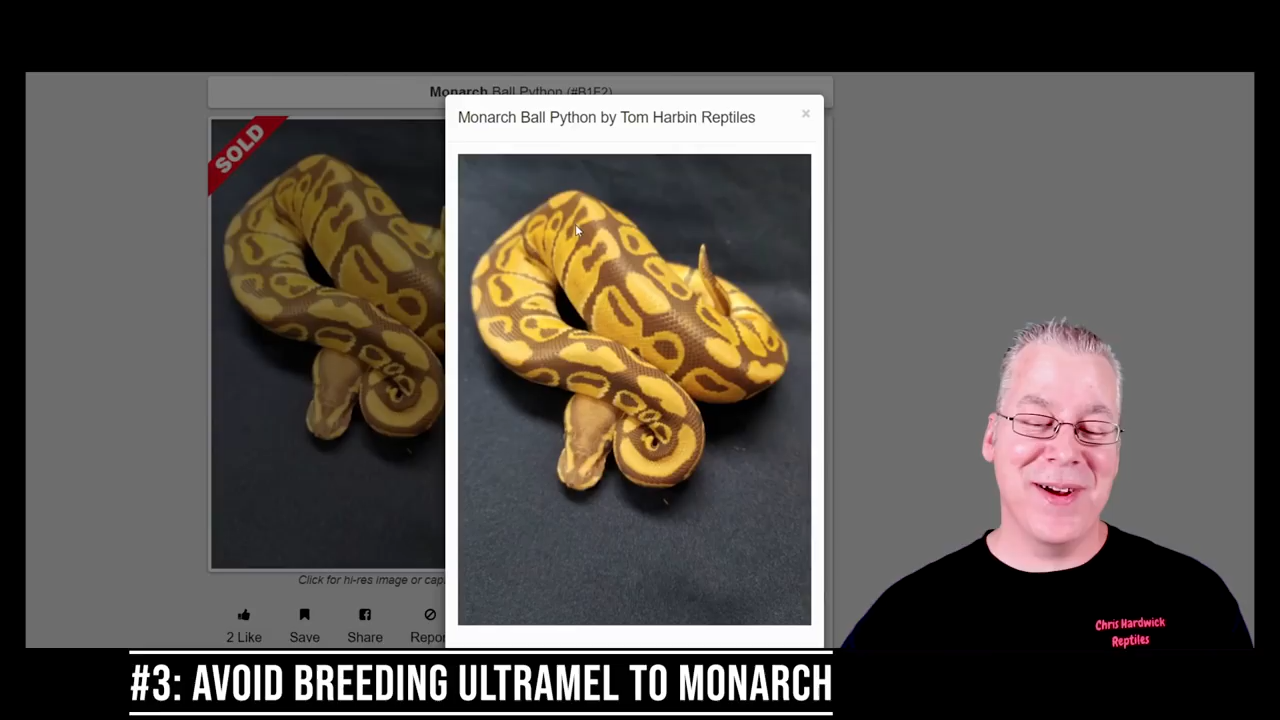 Monarch Ball Python (#B1F2)
Monarch Ball Python by Tom Harbin Reptiles
×
SOLD
Click for hi-res image or cap
2 Like
Save
Share
Repor
Chris Hardwick
Reptiles
#3: AVOID BREEDING ULTRAMEL TO MONARCH